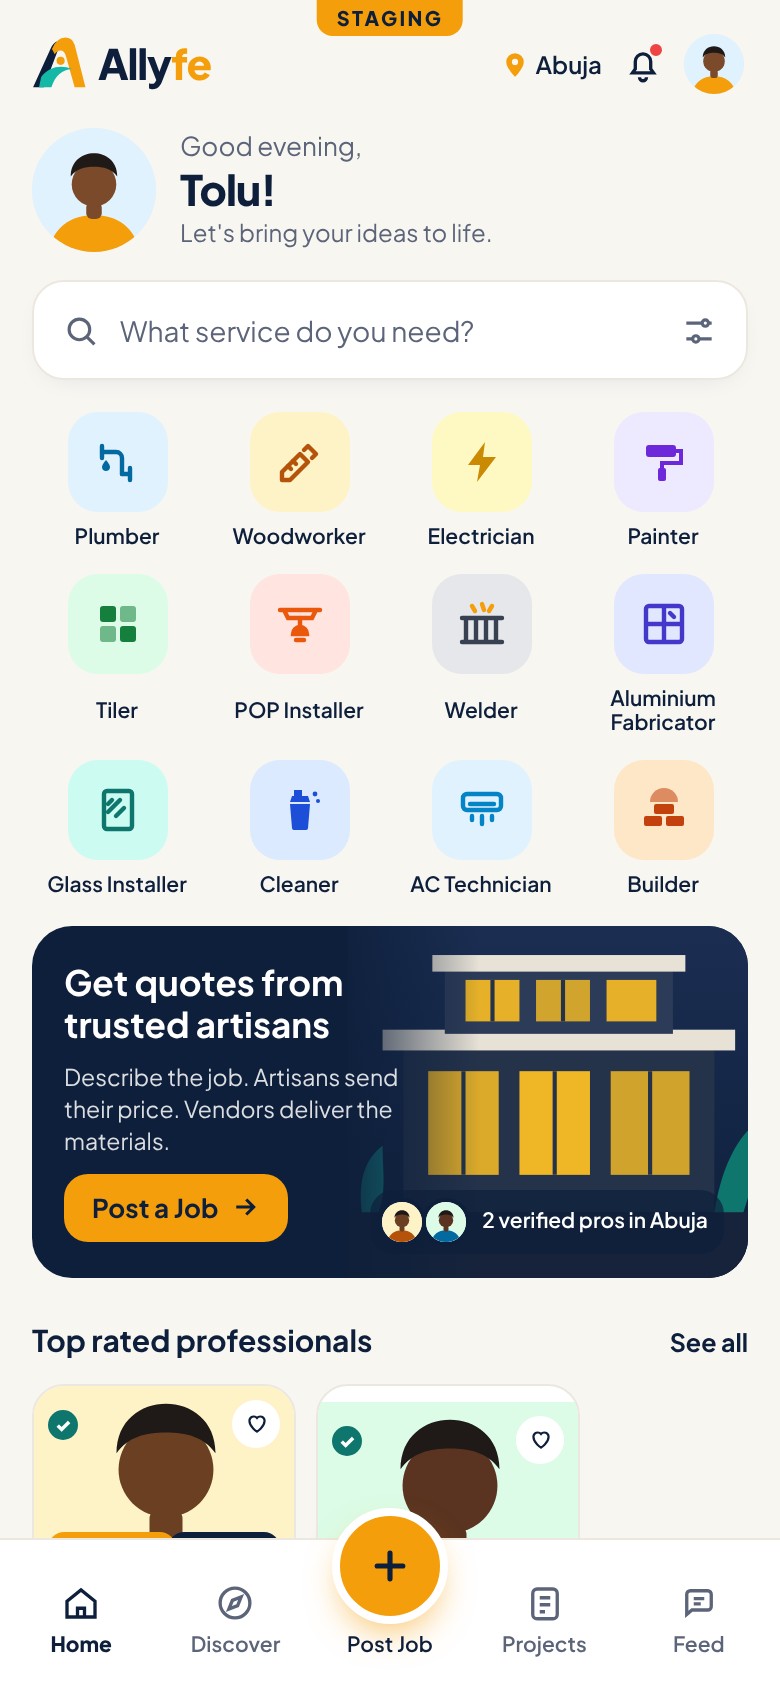 STAGING
Allyfe
Abuja
Good evening,
Tolu!
Let's bring your ideas to life.
What service do you need?
Plumber
Woodworker
Electrician
Painter
Tiler
POP Installer
Welder
Aluminium
Fabricator
Glass Installer
Cleaner
AC Technician
Builder
Get quotes from
trusted artisans
Describe the job. Artisans send
their price. Vendors deliver the
materials.
Post a Job
2 verified pros in Abuja
Top rated professionals
See all
Home
Discover
Post Job
Projects
Feed